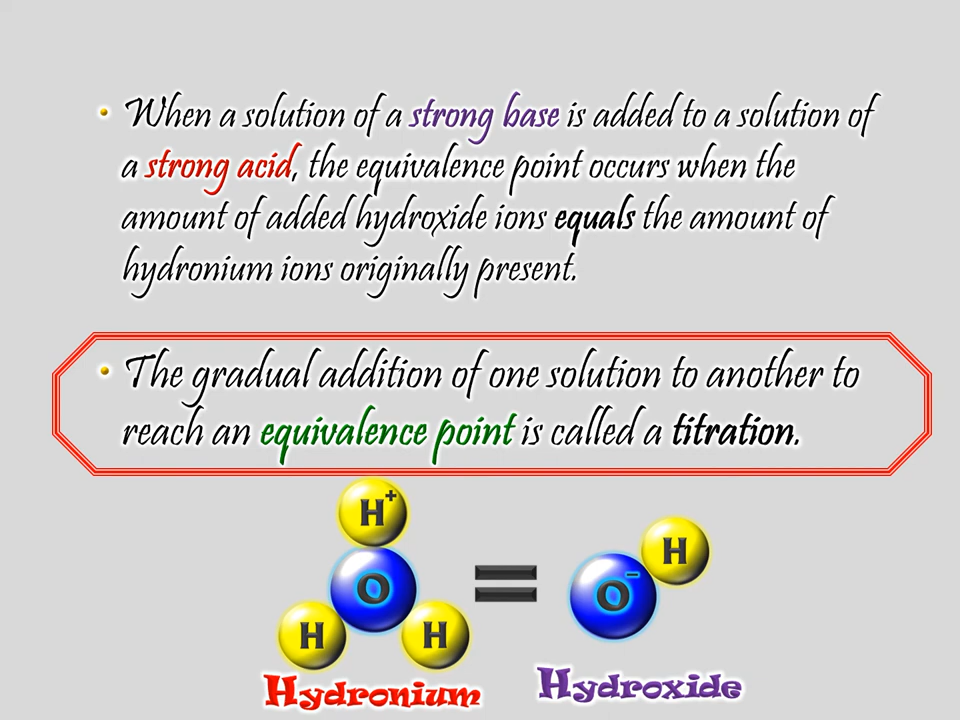 • When a solution of a strong base is added to a solution of
a strong acid, the equivalence point occurs when the
amount of added hydroxide ions equals the amount of
hydronium ions originally present.
• The gradual addition of one solution to another to
reach an equivalence point is called a titration.
H+
O
H
H
Hydronium
=
O-
H
Hydroxide